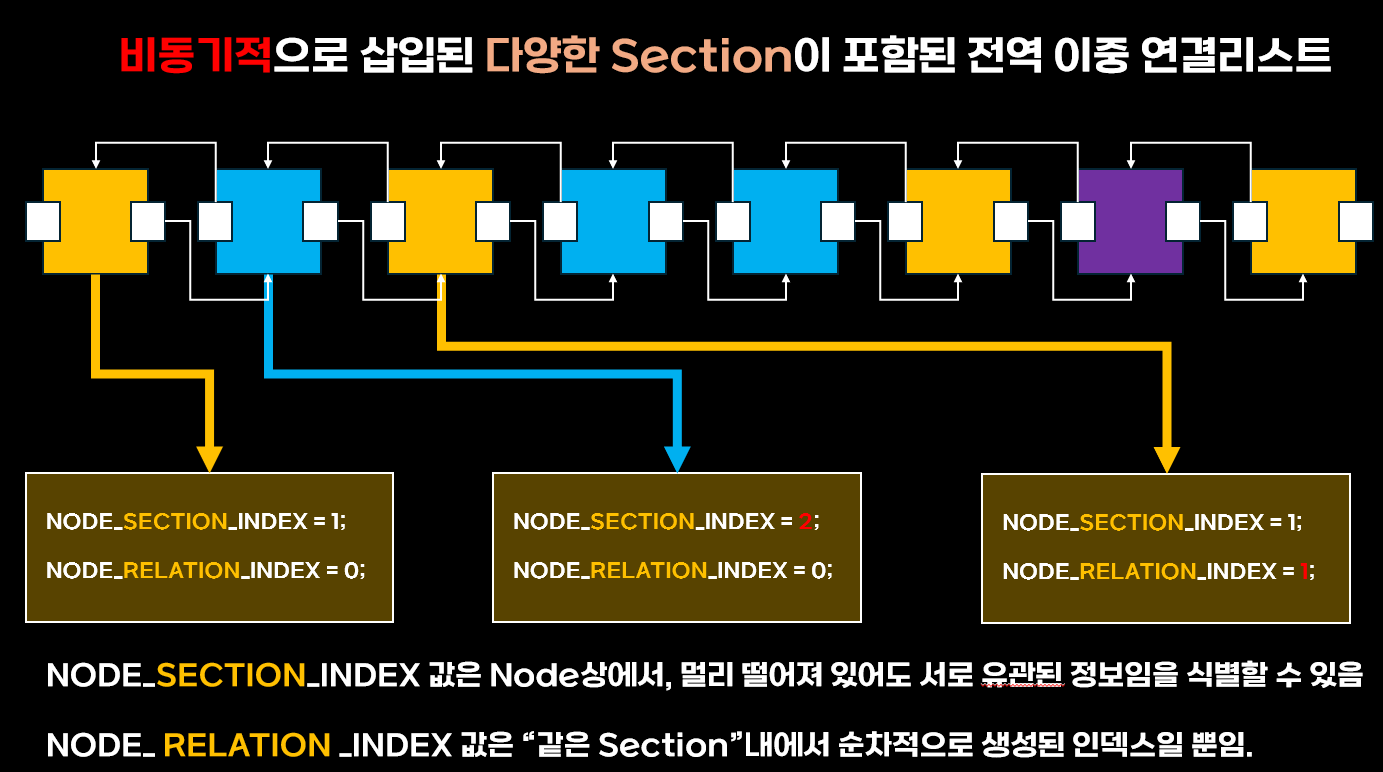 비동기적으로 삽입된 다양한 Section이 포함된 전역 이중 연결리스트
NODE_SECTION_INDEX = 1;
NODE_RELATION_INDEX = 0;
NODE_SECTION_INDEX = 2;
NODE_RELATION_INDEX = 0;
NODE_SECTION_INDEX = 1;
NODE_RELATION_INDEX = 1;
NODE_SECTION_INDEX 값은 Node상에서, 멀리 떨어져 있어도 서로 유관된 정보임을 식별할 수 있음
NODE_ RELATION _INDEX 값은 “같은 Section”내에서 순차적으로 생성된 인덱스일 뿐임.